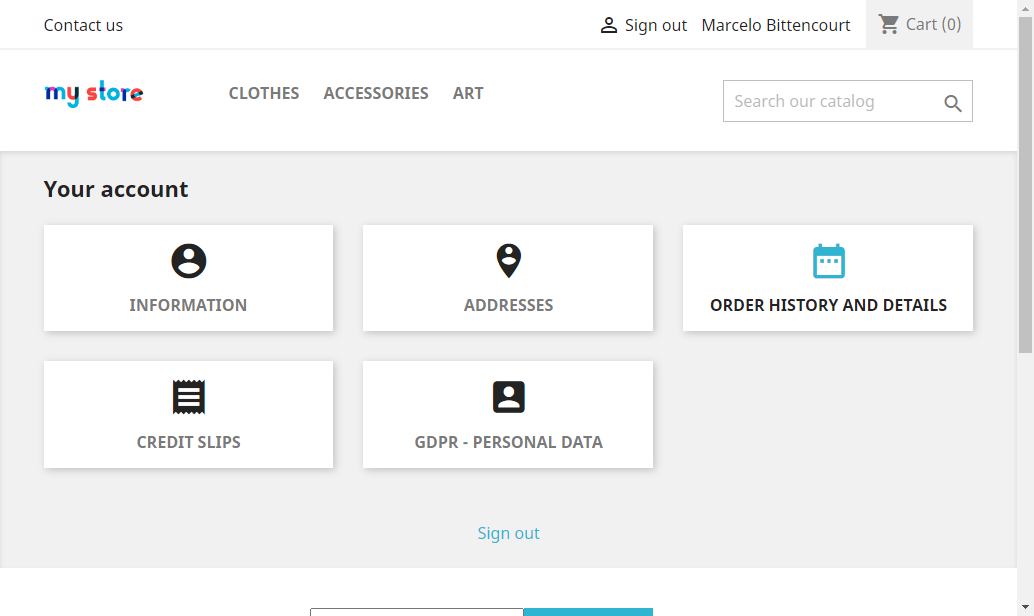 Contact us
Sign out
Marcelo Bittencourt
Cart (0)
my store
CLOTHES
ACCESSORIES
ART
Search our catalog
Your account
INFORMATION
ADDRESSES
ORDER HISTORY AND DETAILS
CREDIT SLIPS
GDPR - PERSONAL DATA
Sign out